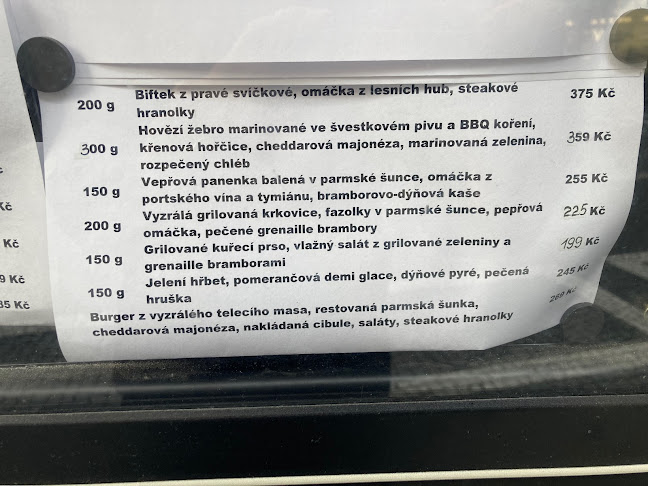 200 g Biftek z pravé svíčkové, omáčka z lesních hub, steakové 375 Kč
hranolky
300 g Hovězí žebro marinované ve švestkovém pivu a BBQ koření, 359 Kč
křenová hořčice, cheddarová majonéza, marinovaná zelenina,
rozpečený chléb
150 g Vepřová panenka balená v parmské šunce, omáčka z 255 Kč
portského vína a tymiánu, bramborovo-dýňová kaše
200 g Vyzrálá grilovaná krkovice, fazolky v parmské šunce, pepřová 225 Kč
omáčka, pečené grenaille brambory
150 g Grilované kuřecí prso, vlažný salát z grilované zeleniny a 199 Kč
grenaille bramborami
150 g Jelení hřbet, pomerančová demi glace, dýňové pyré, pečená 245 Kč
hruška
Burger z vyzrálého telecího masa, restovaná parmská šunka, 269 Kč
cheddarová majonéza, nakládaná cibule, saláty, steakové hranolky
Kč
Kč
9 Kč
35 Kč